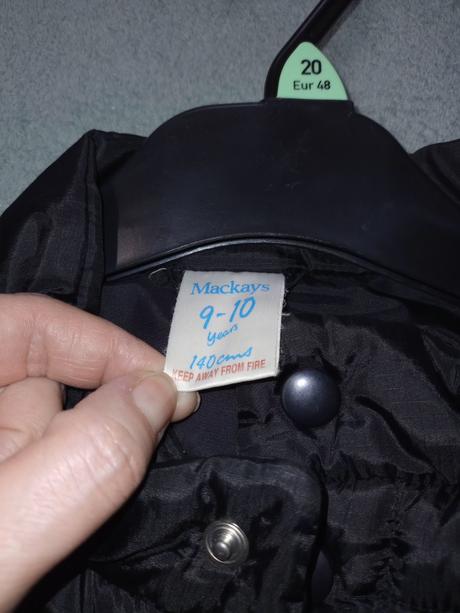 20
Eur 48
Mackays
9-10
years
140cms
KEEP AWAY FROM FIRE